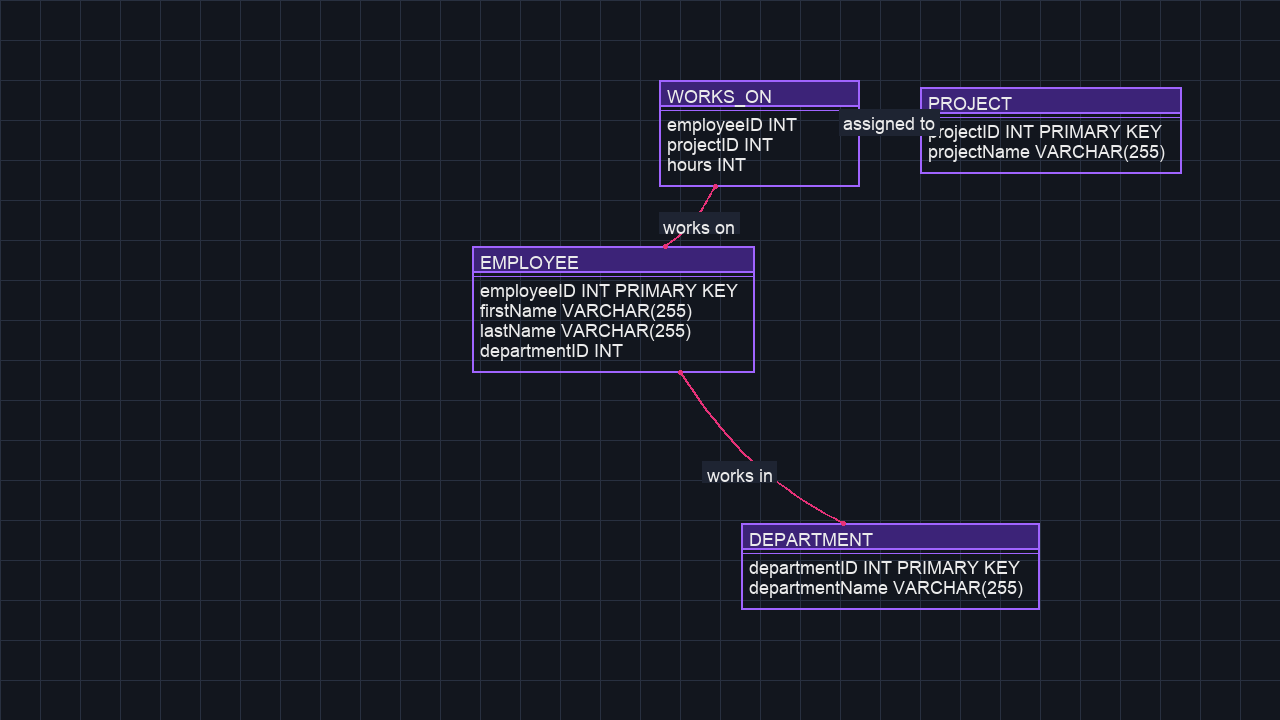 WORKS_ON
employeeID INT
projectID INT
hours INT
assigned to
PROJECT
projectID INT PRIMARY KEY
projectName VARCHAR(255)
works on
EMPLOYEE
employeeID INT PRIMARY KEY
firstName VARCHAR(255)
lastName VARCHAR(255)
departmentID INT
works in
DEPARTMENT
departmentID INT PRIMARY KEY
departmentName VARCHAR(255)